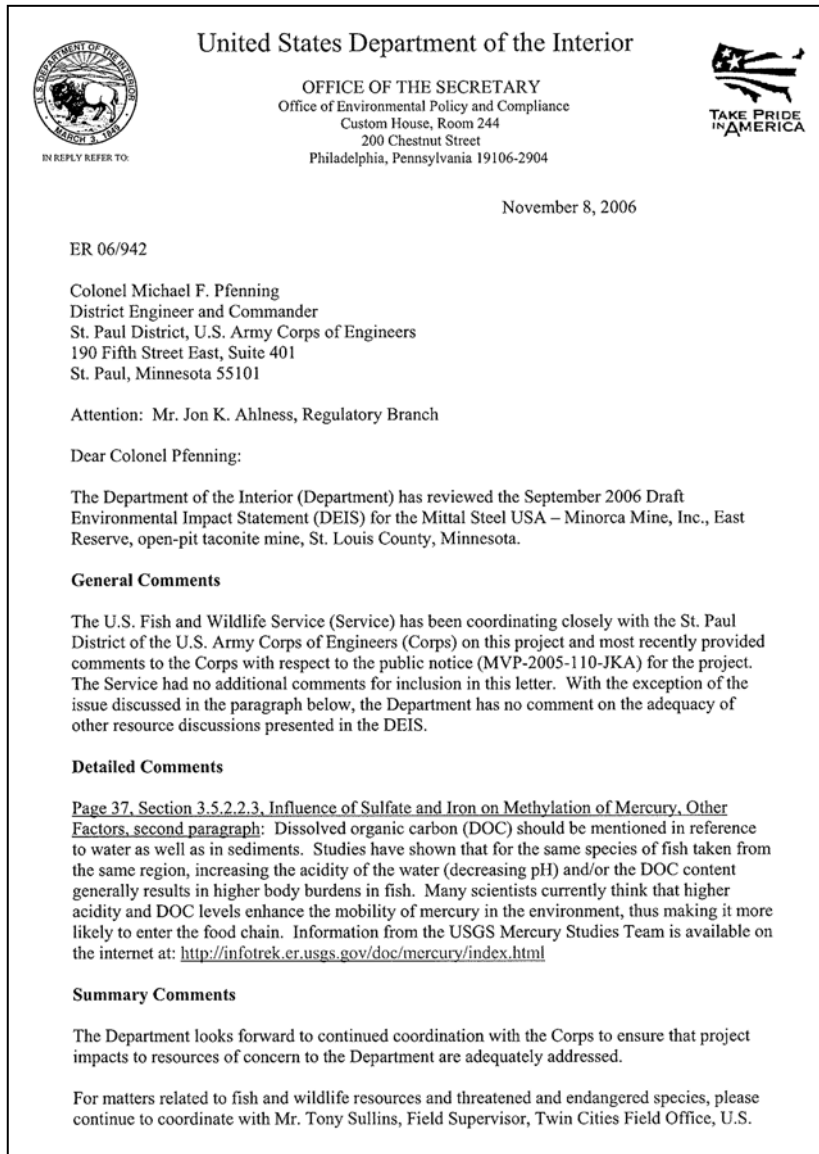 United States Department of the Interior
OFFICE OF THE SECRETARY
Office of Environmental Policy and Compliance
Custom House, Room 244
200 Chestnut Street
Philadelphia, Pennsylvania 19106-2904
U.S. DEPARTMENT OF THE INTERIOR
MARCH 3, 1849
TAKE PRIDE
IN AMERICA
IN REPLY REFER TO:
November 8, 2006
ER 06/942
Colonel Michael F. Pfenning
District Engineer and Commander
St. Paul District, U.S. Army Corps of Engineers
190 Fifth Street East, Suite 401
St. Paul, Minnesota 55101
Attention: Mr. Jon K. Ahlness, Regulatory Branch
Dear Colonel Pfenning:
The Department of the Interior (Department) has reviewed the September 2006 Draft
Environmental Impact Statement (DEIS) for the Mittal Steel USA – Minorca Mine, Inc., East
Reserve, open-pit taconite mine, St. Louis County, Minnesota.
General Comments
The U.S. Fish and Wildlife Service (Service) has been coordinating closely with the St. Paul
District of the U.S. Army Corps of Engineers (Corps) on this project and most recently provided
comments to the Corps with respect to the public notice (MVP-2005-110-JKA) for the project.
The Service had no additional comments for inclusion in this letter. With the exception of the
issue discussed in the paragraph below, the Department has no comment on the adequacy of
other resource discussions presented in the DEIS.
Detailed Comments
Page 37, Section 3.5.2.2.3, Influence of Sulfate and Iron on Methylation of Mercury, Other
Factors, second paragraph: Dissolved organic carbon (DOC) should be mentioned in reference
to water as well as in sediments. Studies have shown that for the same species of fish taken from
the same region, increasing the acidity of the water (decreasing pH) and/or the DOC content
generally results in higher body burdens in fish. Many scientists currently think that higher
acidity and DOC levels enhance the mobility of mercury in the environment, thus making it more
likely to enter the food chain. Information from the USGS Mercury Studies Team is available on
the internet at: http://infotrek.er.usgs.gov/doc/mercury/index.html
Summary Comments
The Department looks forward to continued coordination with the Corps to ensure that project
impacts to resources of concern to the Department are adequately addressed.
For matters related to fish and wildlife resources and threatened and endangered species, please
continue to coordinate with Mr. Tony Sullins, Field Supervisor, Twin Cities Field Office, U.S.